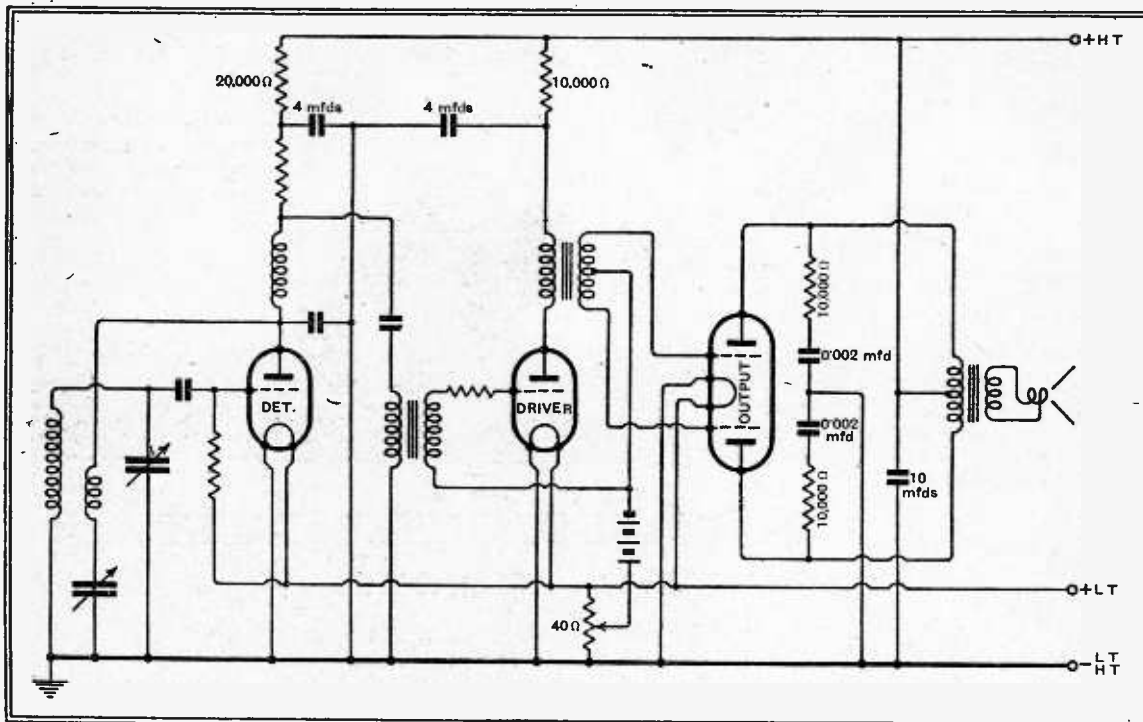 +HT
20,000Ω
10,000Ω
4 mfds
4 mfds
DET.
DRIVER
OUTPUT
10,000Ω
0·002 mfd
0·002
mfd
10,000Ω
10
mfds
+LT
40Ω
-LT
HT